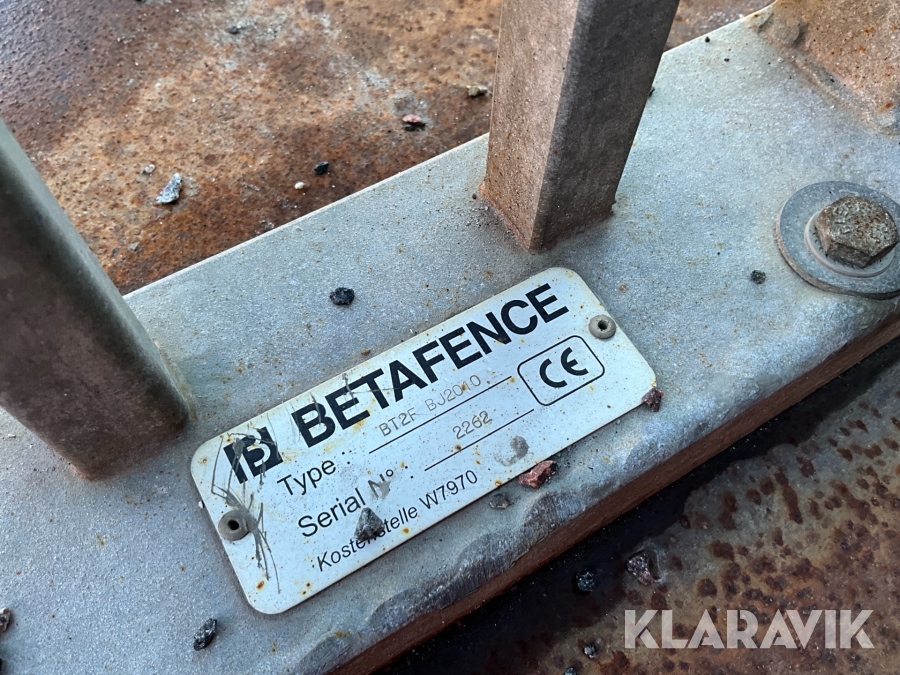 B BETAFENCE
Type : BT2F BJ2010
CE
Serial N° : 2262
Kostenstelle W7970
KLARAVIK